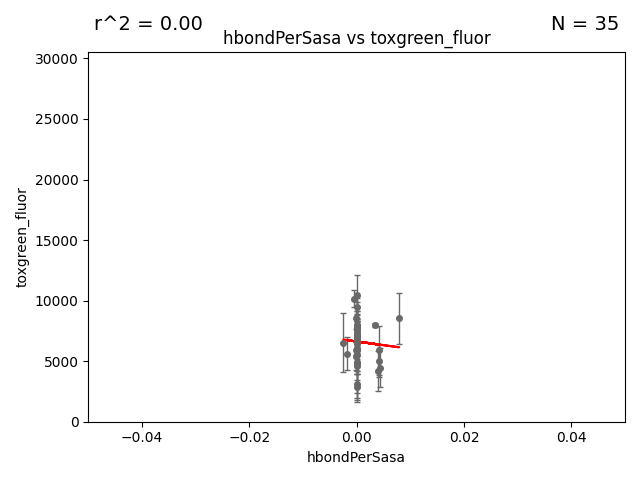 r^2 = 0.00
N = 35
hbondPerSasa vs toxgreen_fluor
30000
25000
20000
15000
10000
5000
0
toxgreen_fluor
−0.04
−0.02
0.00
0.02
0.04
hbondPerSasa